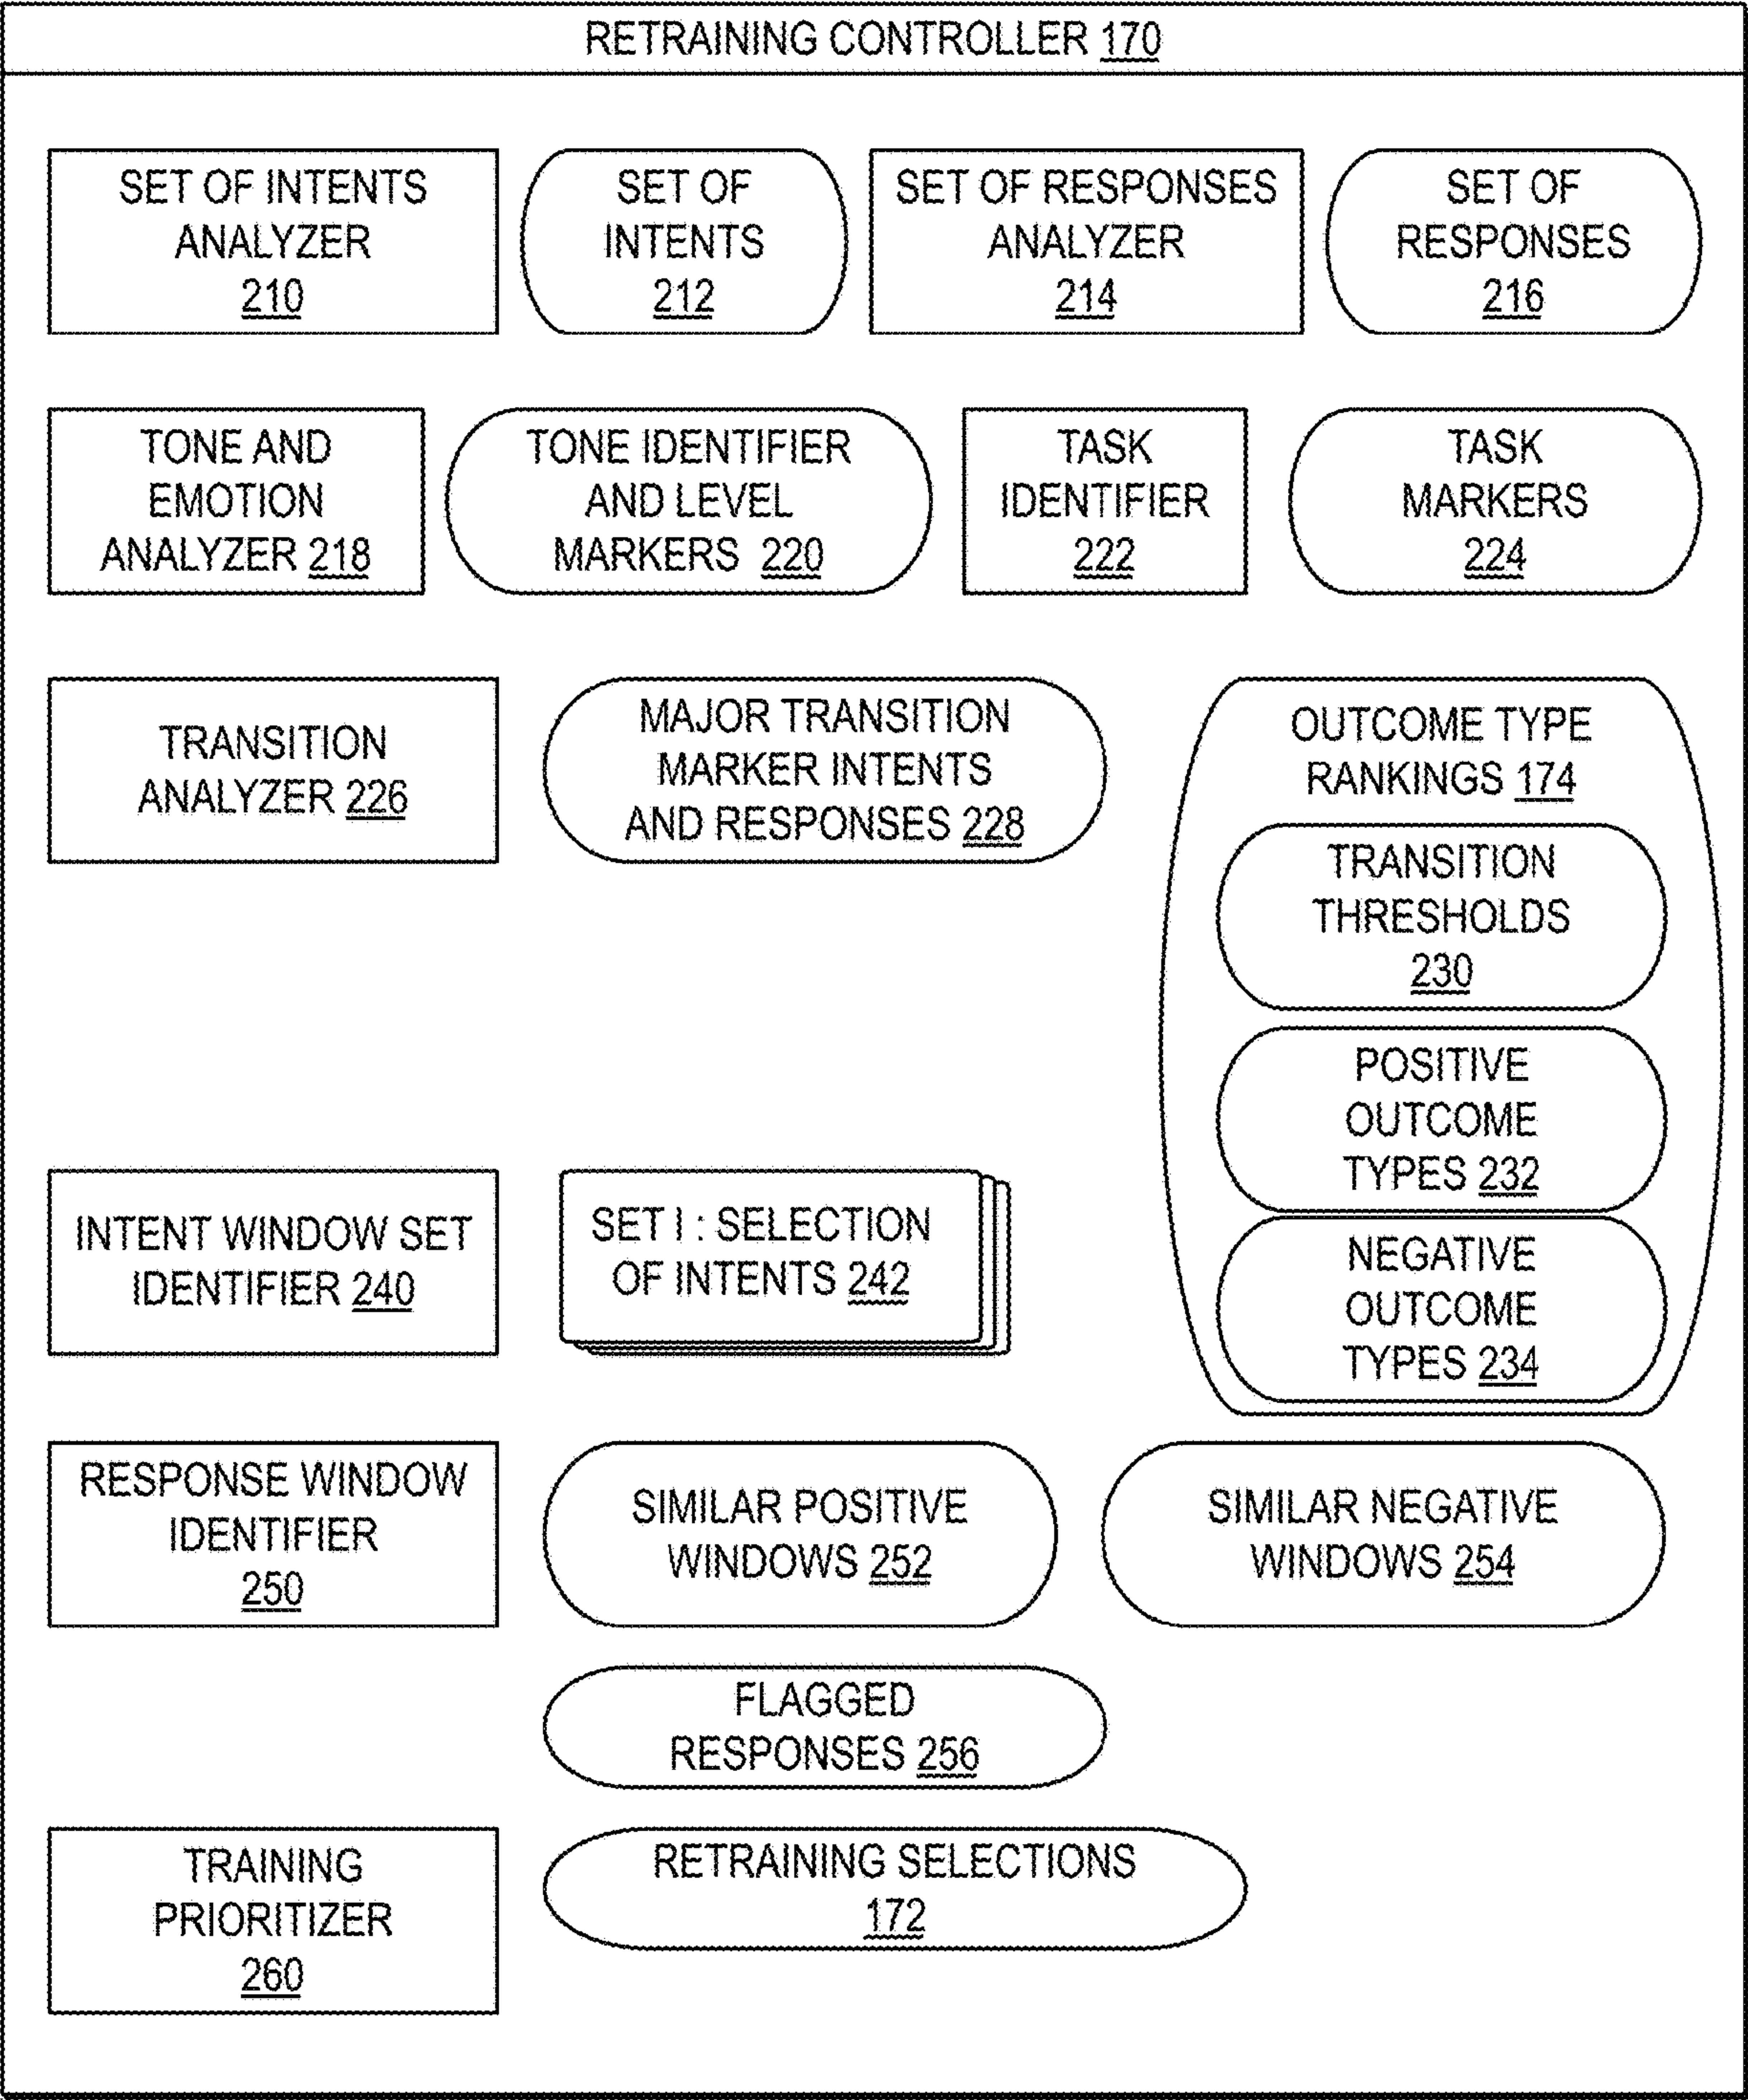 RETRAINING CONTROLLER 170
SET OF INTENTS
ANALYZER
210
SET OF
INTENTS
212
SET OF RESPONSES
ANALYZER
214
SET OF
RESPONSES
216
TONE AND
EMOTION
ANALYZER 218
TONE IDENTIFIER
AND LEVEL
MARKERS 220
TASK
IDENTIFIER
222
TASK
MARKERS
224
TRANSITION
ANALYZER 226
MAJOR TRANSITION
MARKER INTENTS
AND RESPONSES 228
OUTCOME TYPE
RANKINGS 174
TRANSITION
THRESHOLDS
230
POSITIVE
OUTCOME
TYPES 232
NEGATIVE
OUTCOME
TYPES 234
INTENT WINDOW SET
IDENTIFIER 240
SET I : SELECTION
OF INTENTS 242
RESPONSE WINDOW
IDENTIFIER
250
SIMILAR POSITIVE
WINDOWS 252
SIMILAR NEGATIVE
WINDOWS 254
FLAGGED
RESPONSES 256
TRAINING
PRIORITIZER
260
RETRAINING SELECTIONS
172